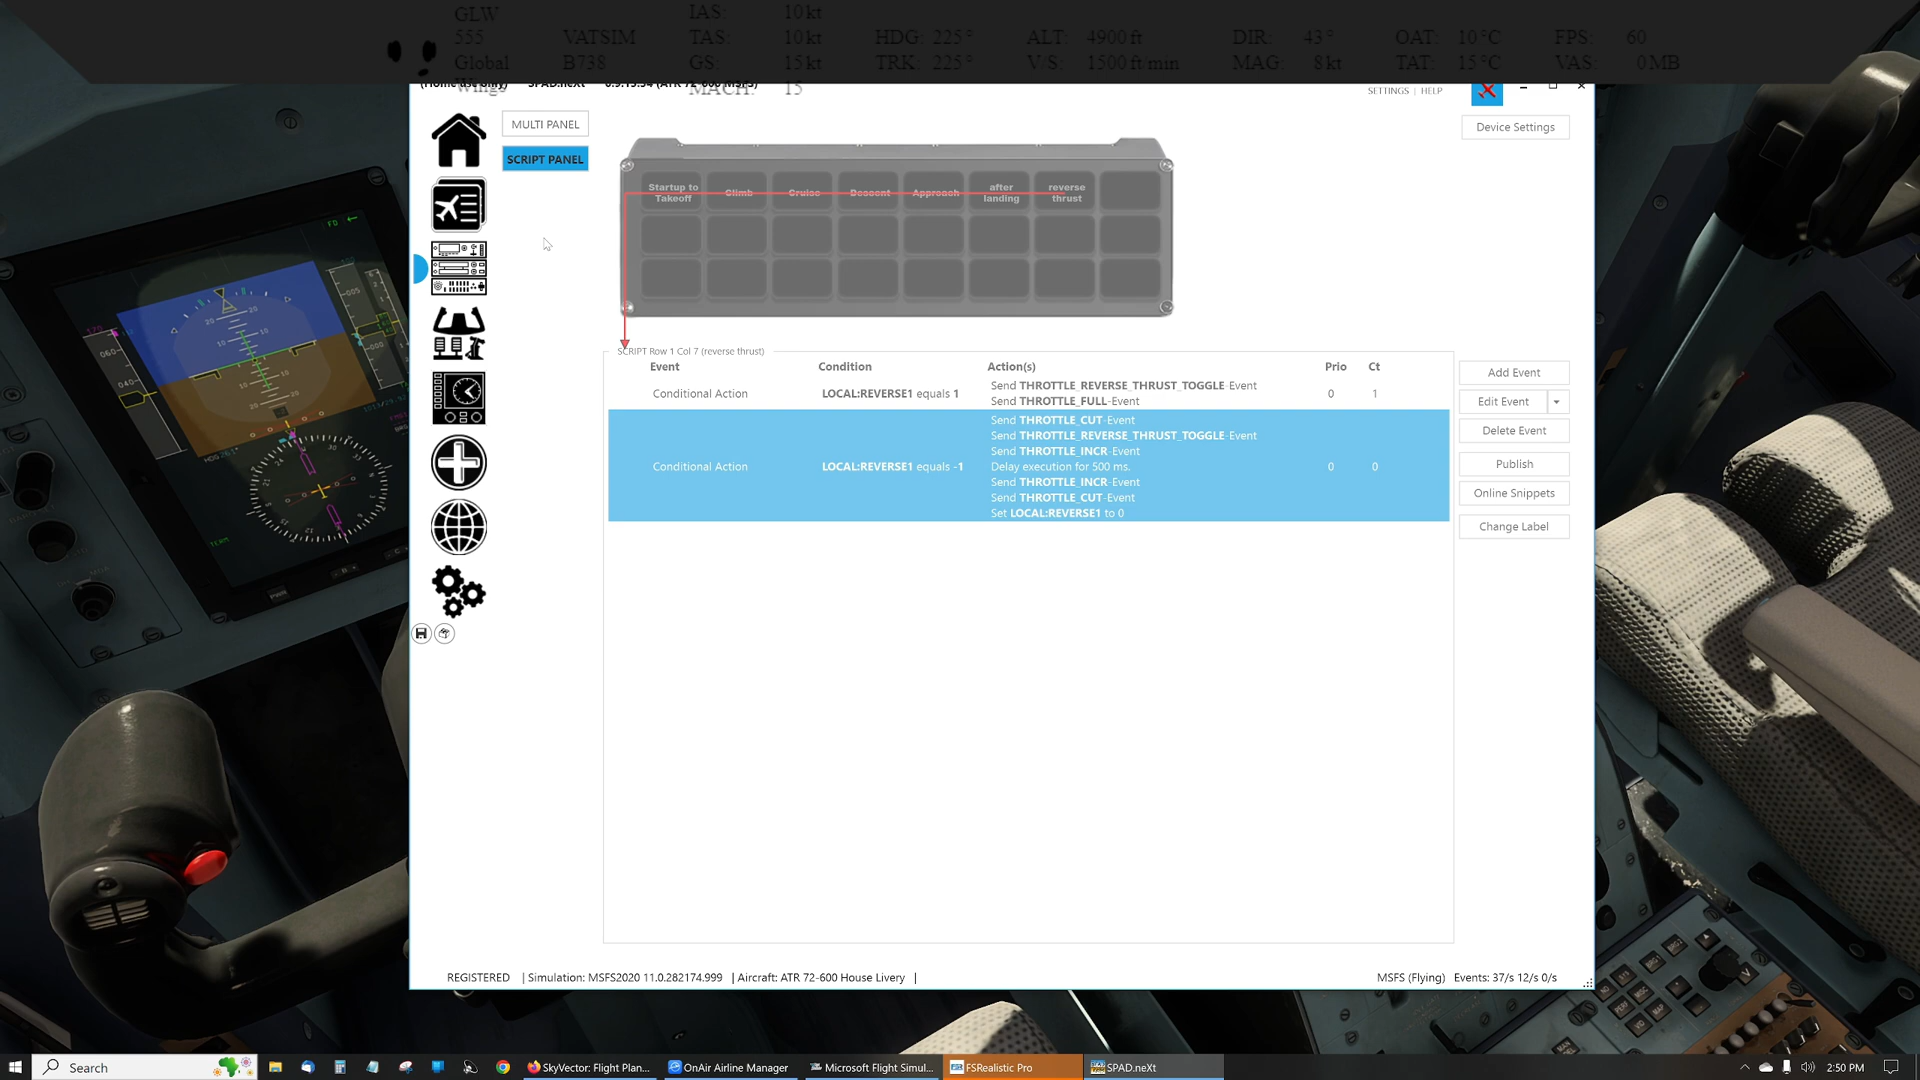 GLW
IAS: 10 kt
555 VATSIM TAS: 10 kt HDG: 225° ALT: 4900 ft DIR: 43° OAT: 10 °C FPS: 60
Global B738 GS: 15 kt TRK: 225° V/S: 1500 ft/min MAG: 8 kt TAT: 15 °C VAS: 0 MB
Wings MACH: 15
SPAD.neXt
SETTINGS | HELP
MULTI PANEL
Device Settings
SCRIPT PANEL
Startup to Takeoff
Climb
Cruise
Descent
Approach
after landing
reverse thrust
SCRIPT Row 1 Col 7 (reverse thrust)
Event Condition Action(s) Prio Ct
Conditional Action LOCAL:REVERSE1 equals 1 0 1
Send THROTTLE_REVERSE_THRUST_TOGGLE-Event
Send THROTTLE_FULL-Event
Conditional Action LOCAL:REVERSE1 equals -1 0 0
Send THROTTLE_CUT-Event
Send THROTTLE_REVERSE_THRUST_TOGGLE-Event
Send THROTTLE_INCR-Event
Delay execution for 500 ms.
Send THROTTLE_INCR-Event
Send THROTTLE_CUT-Event
Set LOCAL:REVERSE1 to 0
Add Event
Edit Event
Delete Event
Publish
Online Snippets
Change Label
FD
TERM
REGISTERED | Simulation: MSFS2020 11.0.282174.999 | Aircraft: ATR 72-600 House Livery |
MSFS (Flying) Events: 37/s 12/s 0/s
Search
SkyVector: Flight Plan...
OnAir Airline Manager
Microsoft Flight Simul...
FSRealistic Pro
SPAD.neXt
2:50 PM